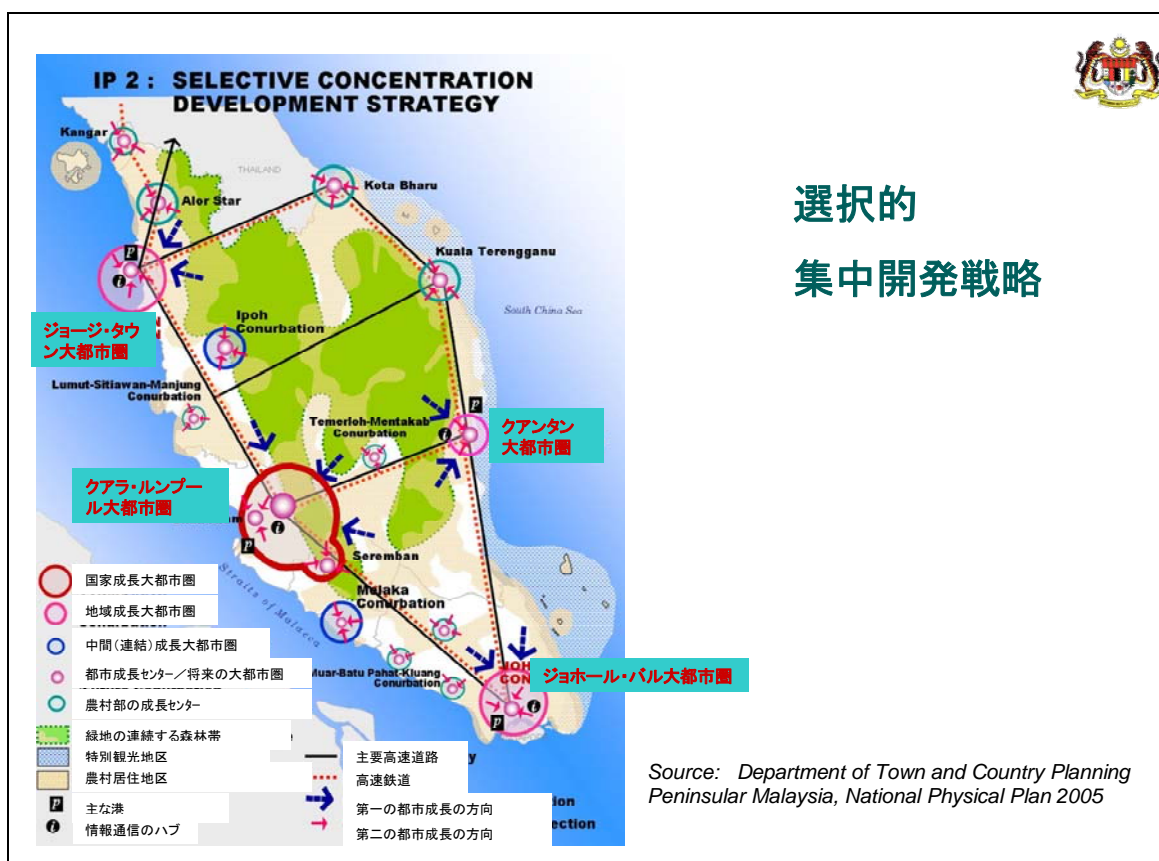 IP 2 : SELECTIVE CONCENTRATION
DEVELOPMENT STRATEGY
選択的
集中開発戦略
Kangar
THAILAND
Alor Star
Kota Bharu
P
i
Kuala Terengganu
South China Sea
ジョージ・タウ
ン大都市圏
Ipoh
Conurbation
Lumut-Sitiawan-Manjung
Conurbation
Temerloh-Mentakab
Conurbation
P
i
クアンタン
大都市圏
クアラ・ルンプー
ル大都市圏
i
P
Seremban
Straits of Malacca
Melaka
Conurbation
Muar-Batu Pahat-Kluang
Conurbation
ジョホール・バル大都市圏
P
i
国家成長大都市圏
地域成長大都市圏
中間(連結)成長大都市圏
都市成長センター/将来の大都市圏
農村部の成長センター
緑地の連続する森林帯
特別観光地区
農村居住地区
P 主な港
i 情報通信のハブ
主要高速道路
高速鉄道
第一の都市成長の方向
第二の都市成長の方向
Source: Department of Town and Country Planning
Peninsular Malaysia, National Physical Plan 2005